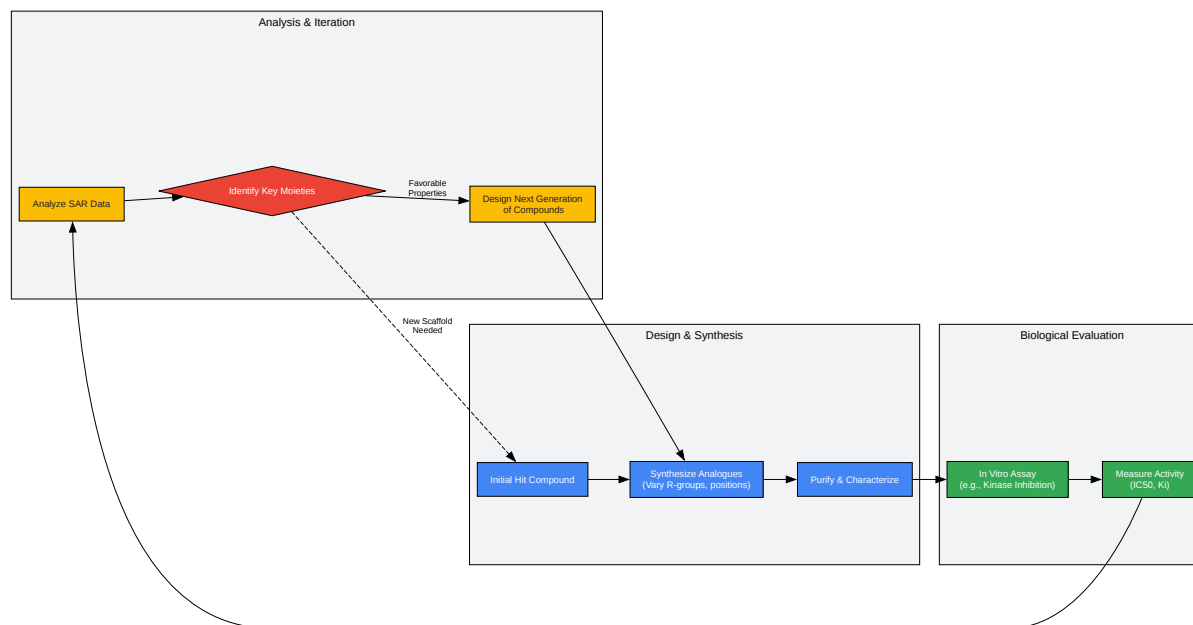 Analysis & Iteration
Analyze SAR Data
Identify Key Moieties
Favorable
Properties
Design Next Generation
of Compounds
New Scaffold
Needed
Design & Synthesis
Initial Hit Compound
Synthesize Analogues
(Vary R-groups, positions)
Purify & Characterize
Biological Evaluation
In Vitro Assay
(e.g., Kinase Inhibition)
Measure Activity
(IC50, Ki)